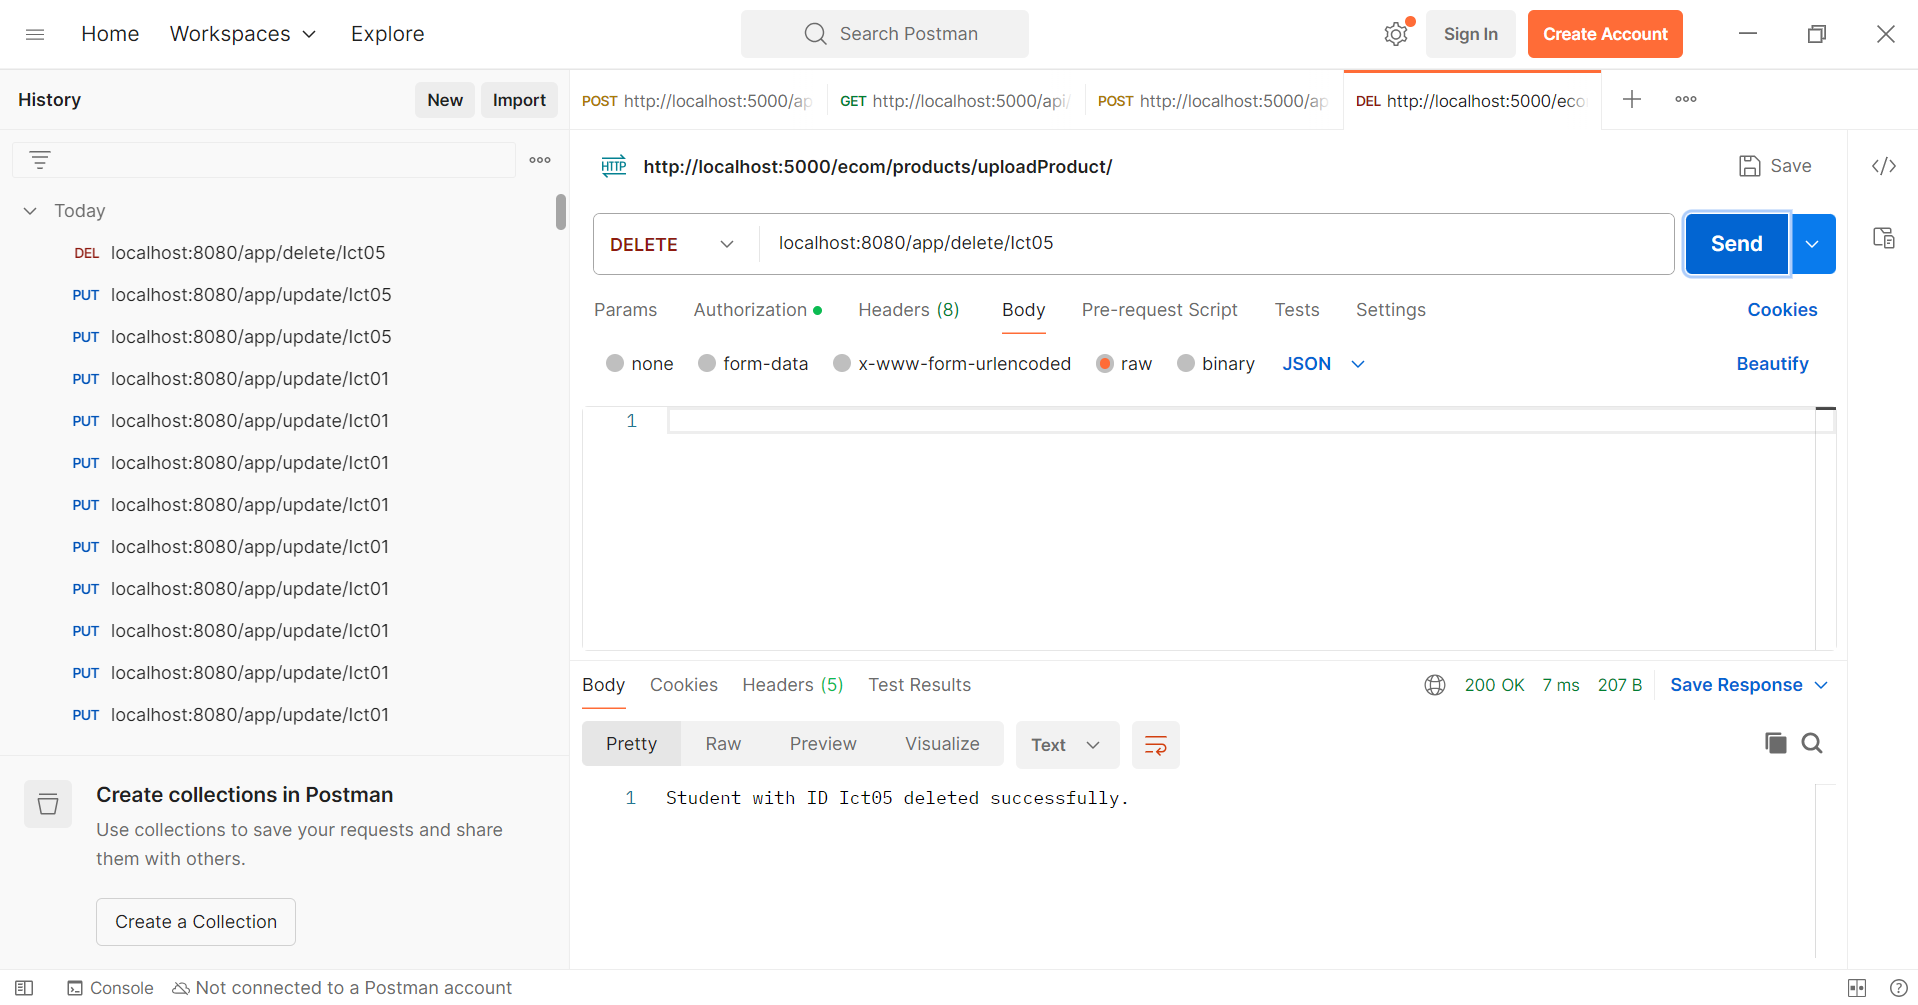 Home Workspaces Explore Search Postman Sign In Create Account
History New Import
POST http://localhost:5000/ap GET http://localhost:5000/api/ POST http://localhost:5000/ap DEL http://localhost:5000/eco
HTTP http://localhost:5000/ecom/products/uploadProduct/ Save
Today
DEL localhost:8080/app/delete/Ict05
PUT localhost:8080/app/update/Ict05
PUT localhost:8080/app/update/Ict05
PUT localhost:8080/app/update/Ict01
PUT localhost:8080/app/update/Ict01
PUT localhost:8080/app/update/Ict01
PUT localhost:8080/app/update/Ict01
PUT localhost:8080/app/update/Ict01
PUT localhost:8080/app/update/Ict01
PUT localhost:8080/app/update/Ict01
PUT localhost:8080/app/update/Ict01
PUT localhost:8080/app/update/Ict01
Create collections in Postman
Use collections to save your requests and share
them with others.
Create a Collection
DELETE localhost:8080/app/delete/Ict05 Send
Params Authorization Headers (8) Body Pre-request Script Tests Settings Cookies
none form-data x-www-form-urlencoded raw binary JSON Beautify
1
Body Cookies Headers (5) Test Results 200 OK 7 ms 207 B Save Response
Pretty Raw Preview Visualize Text
1 Student with ID Ict05 deleted successfully.
Console Not connected to a Postman account